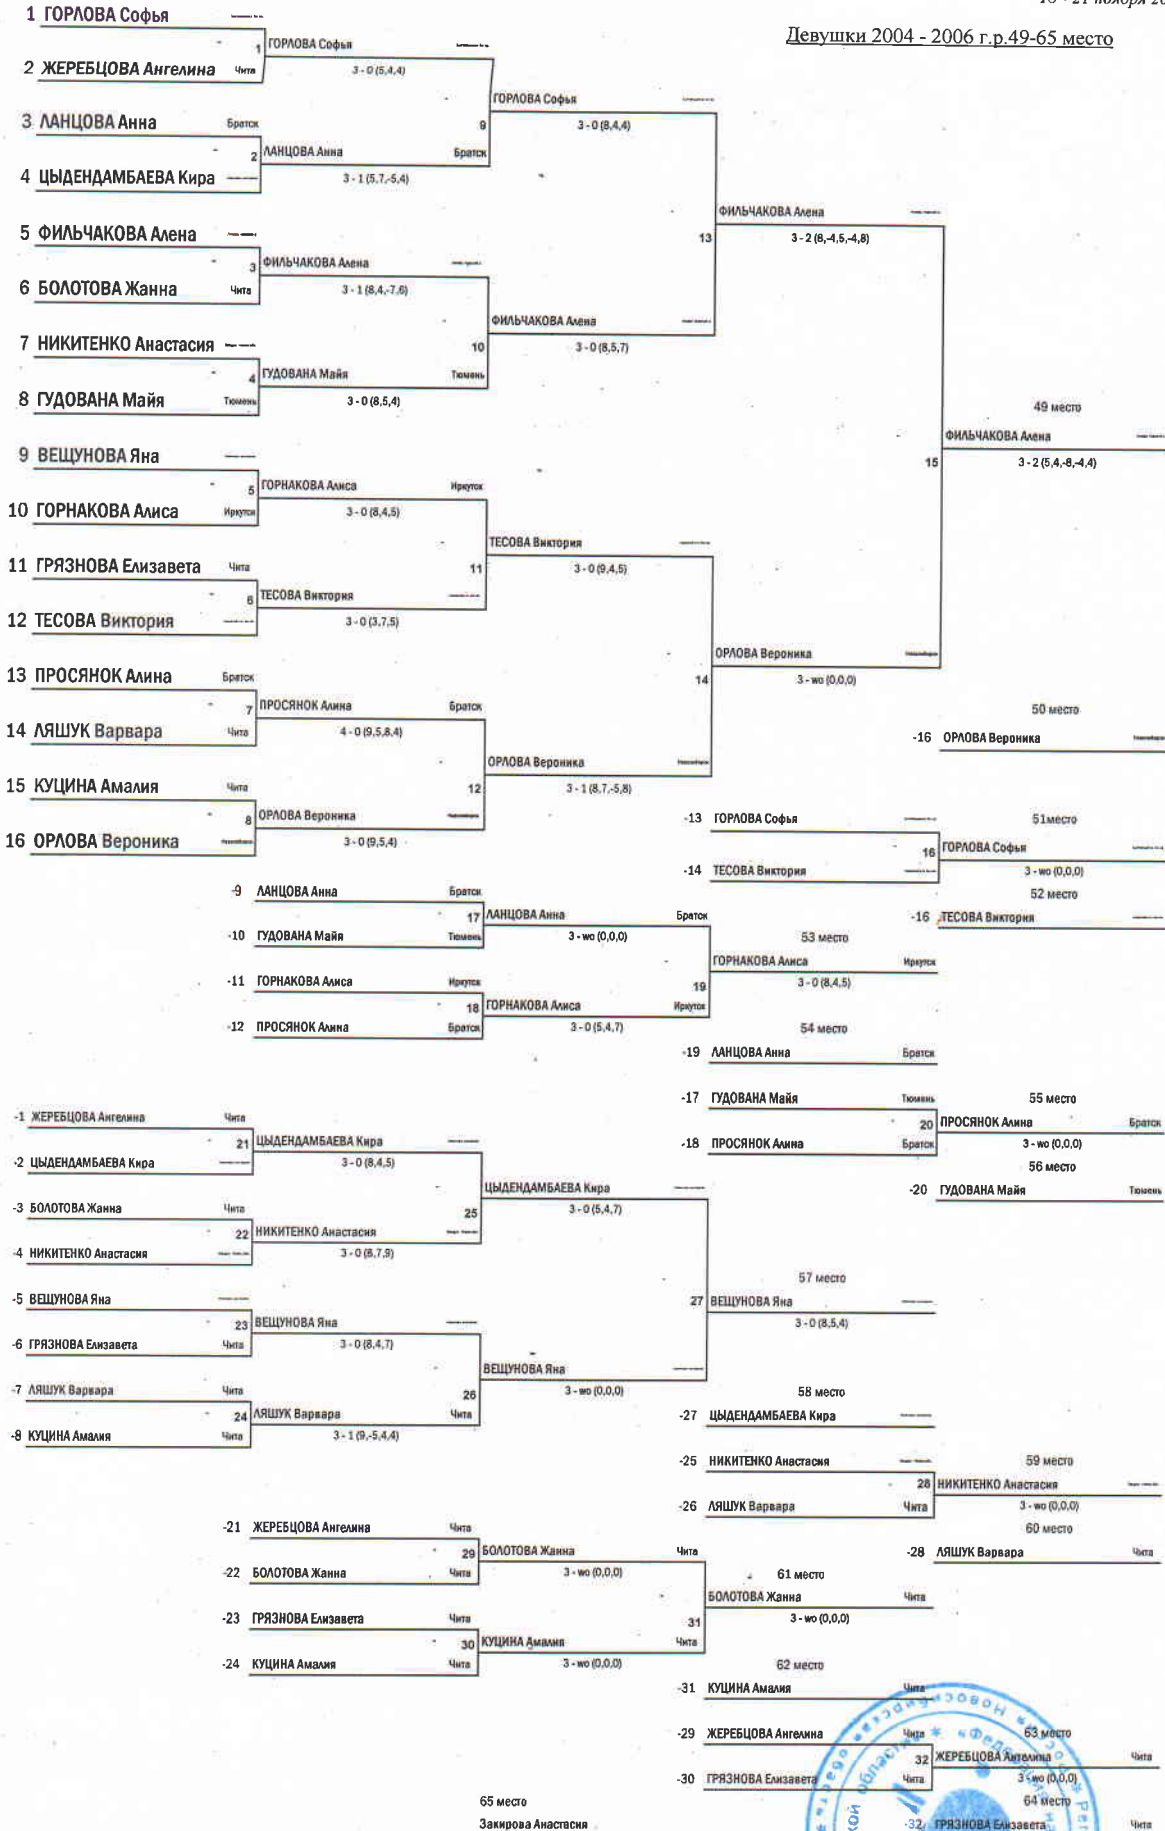 Девушки 2004 - 2006 г.р.49-65 место
1 ГОРЛОВА Софья
1 ГОРЛОВА Софья
2 ЖЕРЕБЦОВА Ангелина Чита
3 - 0 (5,4,4)
ГОРЛОВА Софья
3 ЛАНЦОВА Анна Братск
9
3 - 0 (8,4,4)
2 ЛАНЦОВА Анна Братск
4 ЦЫДЕНДАМБАЕВА Кира
3 - 1 (5,7,-5,4)
ФИЛЬЧАКОВА Алена
5 ФИЛЬЧАКОВА Алена
13
3 - 2 (8,-4,5,-4,8)
3 ФИЛЬЧАКОВА Алена
6 БОЛОТОВА Жанна Чита
3 - 1 (8,4,-7,6)
ФИЛЬЧАКОВА Алена
7 НИКИТЕНКО Анастасия
10
3 - 0 (8,5,7)
4 ГУДОВАНА Майя Тюмень
8 ГУДОВАНА Майя Тюмень
3 - 0 (8,5,4)
49 место
ФИЛЬЧАКОВА Алена
9 ВЕЩУНОВА Яна
15
3 - 2 (5,4,-8,-4,4)
5 ГОРНАКОВА Алиса Иркутск
10 ГОРНАКОВА Алиса Иркутск
3 - 0 (8,4,5)
ТЕСОВА Виктория
11 ГРЯЗНОВА Елизавета Чита
11
3 - 0 (9,4,5)
6 ТЕСОВА Виктория
12 ТЕСОВА Виктория
3 - 0 (3,7,5)
ОРЛОВА Вероника
13 ПРОСЯНОК Алина Братск
14
3 - wo (0,0,0)
7 ПРОСЯНОК Алина Братск
50 место
14 ЛЯШУК Варвара Чита
4 - 0 (9,5,8,4)
-16 ОРЛОВА Вероника
ОРЛОВА Вероника
15 КУЦИНА Амалия Чита
12
3 - 1 (8,7,-5,8)
8 ОРЛОВА Вероника
-13 ГОРЛОВА Софья
51место
16 ОРЛОВА Вероника
3 - 0 (9,5,4)
16 ГОРЛОВА Софья
-14 ТЕСОВА Виктория
3 - wo (0,0,0)
-9 ЛАНЦОВА Анна Братск
52 место
17 ЛАНЦОВА Анна Братск
-16 ТЕСОВА Виктория
-10 ГУДОВАНА Майя Тюмень
3 - wo (0,0,0)
53 место
ГОРНАКОВА Алиса Иркутск
-11 ГОРНАКОВА Алиса Иркутск
19
3 - 0 (8,4,5)
18 ГОРНАКОВА Алиса Иркутск
-12 ПРОСЯНОК Алина Братск
3 - 0 (5,4,7)
54 место
-19 ЛАНЦОВА Анна Братск
-17 ГУДОВАНА Майя Тюмень
55 место
-1 ЖЕРЕБЦОВА Ангелина Чита
20 ПРОСЯНОК Алина Братск
21 ЦЫДЕНДАМБАЕВА Кира
-18 ПРОСЯНОК Алина Братск
3 - wo (0,0,0)
-2 ЦЫДЕНДАМБАЕВА Кира
3 - 0 (8,4,5)
56 место
ЦЫДЕНДАМБАЕВА Кира
-20 ГУДОВАНА Майя Тюмень
-3 БОЛОТОВА Жанна Чита
25
3 - 0 (5,4,7)
22 НИКИТЕНКО Анастасия
-4 НИКИТЕНКО Анастасия
3 - 0 (8,7,9)
57 место
-5 ВЕЩУНОВА Яна
27 ВЕЩУНОВА Яна
23 ВЕЩУНОВА Яна
3 - 0 (8,5,4)
-6 ГРЯЗНОВА Елизавета Чита
3 - 0 (8,4,7)
ВЕЩУНОВА Яна
-7 ЛЯШУК Варвара Чита
26
3 - wo (0,0,0)
58 место
24 ЛЯШУК Варвара Чита
-27 ЦЫДЕНДАМБАЕВА Кира
-8 КУЦИНА Амалия Чита
3 - 1 (9,-5,4,4)
-25 НИКИТЕНКО Анастасия
59 место
28 НИКИТЕНКО Анастасия
-26 ЛЯШУК Варвара Чита
3 - wo (0,0,0)
-21 ЖЕРЕБЦОВА Ангелина Чита
60 место
29 БОЛОТОВА Жанна Чита
-28 ЛЯШУК Варвара Чита
-22 БОЛОТОВА Жанна Чита
3 - wo (0,0,0)
61 место
БОЛОТОВА Жанна Чита
-23 ГРЯЗНОВА Елизавета Чита
31
3 - wo (0,0,0)
30 КУЦИНА Амалия Чита
-24 КУЦИНА Амалия Чита
3 - wo (0,0,0)
62 место
-31 КУЦИНА Амалия Чита
-29 ЖЕРЕБЦОВА Ангелина Чита
63 место
32 ЖЕРЕБЦОВА Ангелина Чита
-30 ГРЯЗНОВА Елизавета Чита
3 - wo (0,0,0)
65 место
64 место
Закирова Анастасия
-32 ГРЯЗНОВА Елизавета Чита